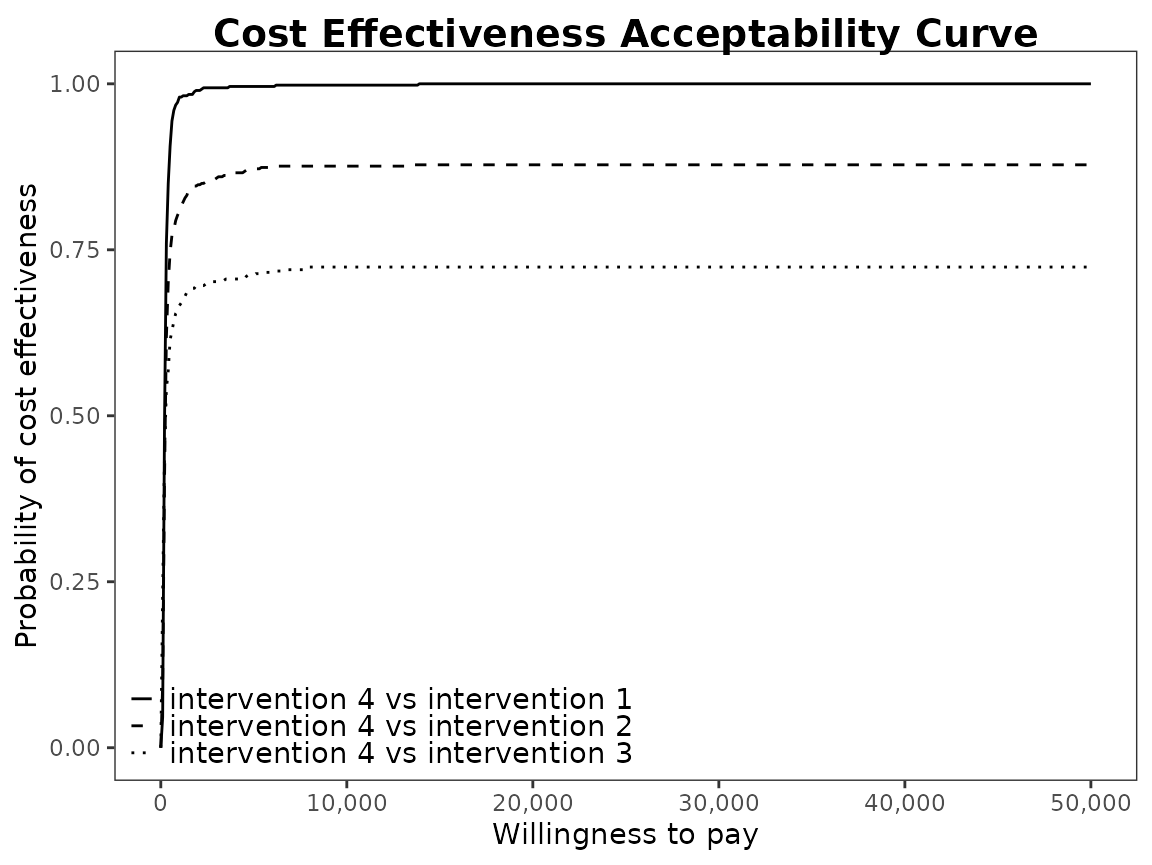 Cost Effectiveness Acceptability Curve
Probability of cost effectiveness
1.00
0.75
0.50
0.25
0.00
intervention 4 vs intervention 1
intervention 4 vs intervention 2
intervention 4 vs intervention 3
0 10,000 20,000 30,000 40,000 50,000
Willingness to pay